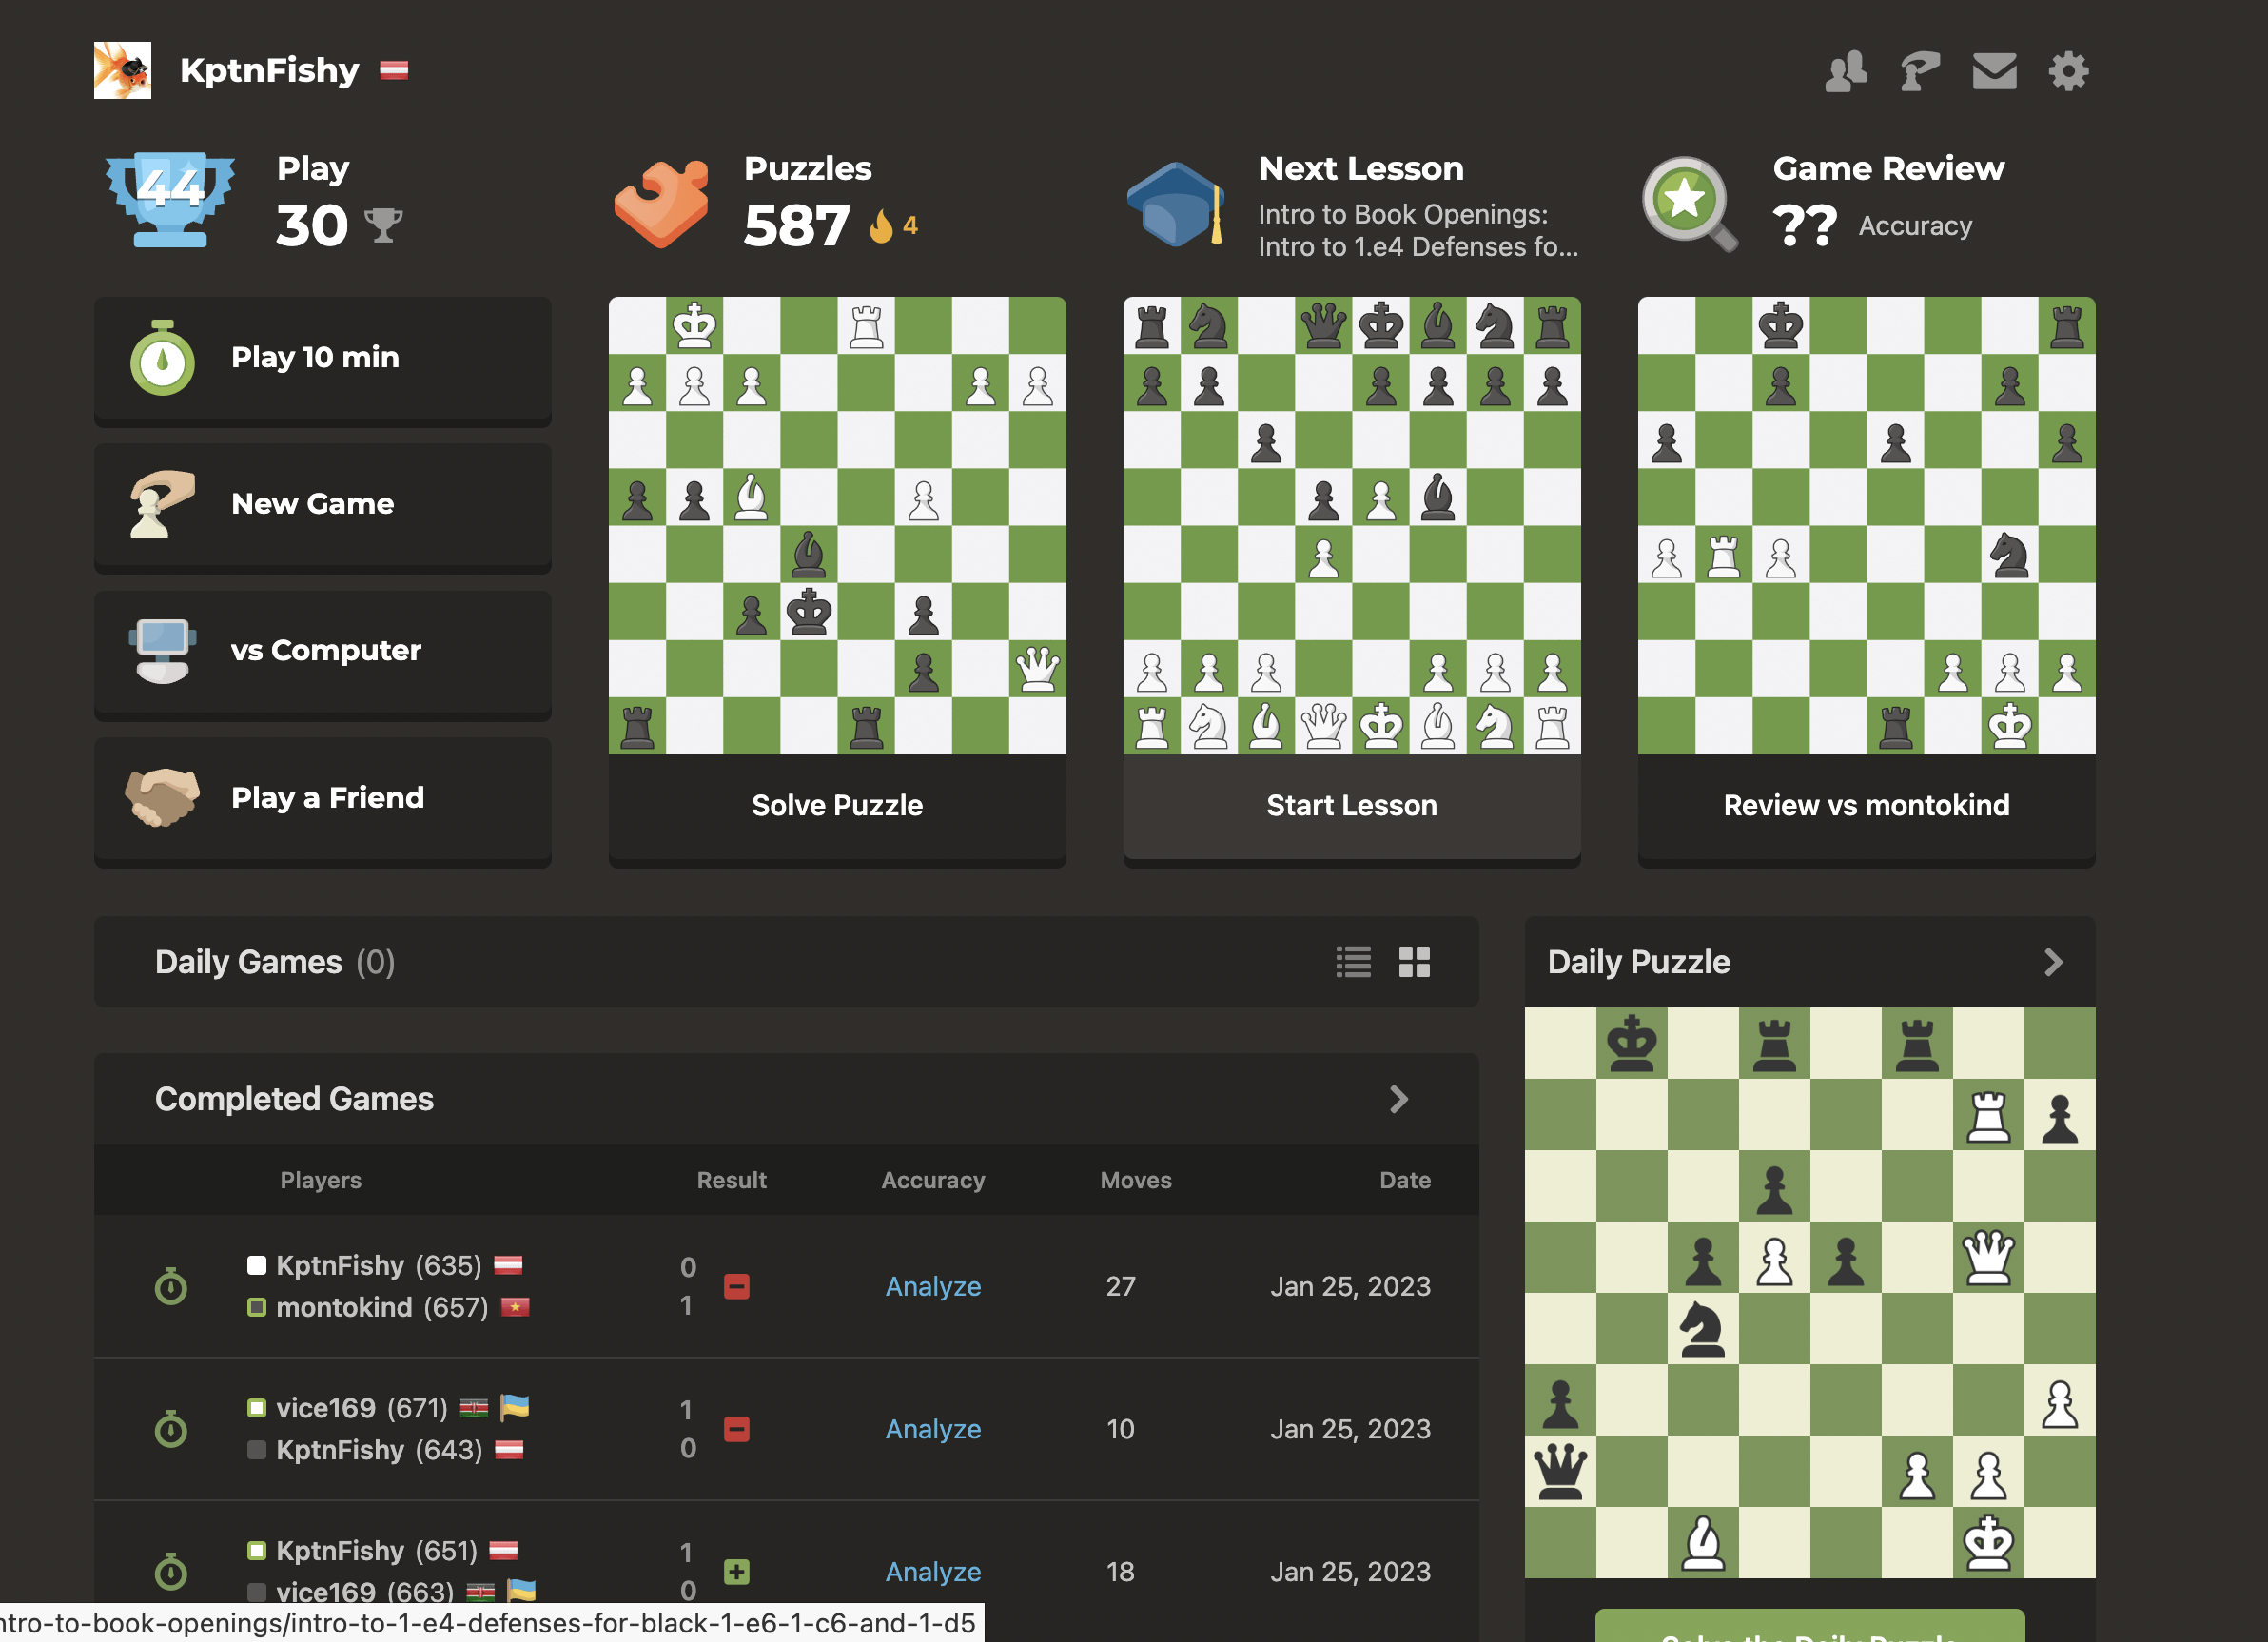 KptnFishy
44
Play
30
Puzzles
587 4
Next Lesson
Intro to Book Openings:
Intro to 1.e4 Defenses fo...
Game Review
?? Accuracy
Play 10 min
New Game
vs Computer
Play a Friend
Solve Puzzle
Start Lesson
Review vs montokind
Daily Games (0)
Daily Puzzle
Completed Games
Players Result Accuracy Moves Date
KptnFishy (635) 0
montokind (657) 1
Analyze 27 Jan 25, 2023
vice169 (671) 1
KptnFishy (643) 0
Analyze 10 Jan 25, 2023
KptnFishy (651) 1
vice169 (663) 0
Analyze 18 Jan 25, 2023
ntro-to-book-openings/intro-to-1-e4-defenses-for-black-1-e6-1-c6-and-1-d5
Solve the Daily Puzzle